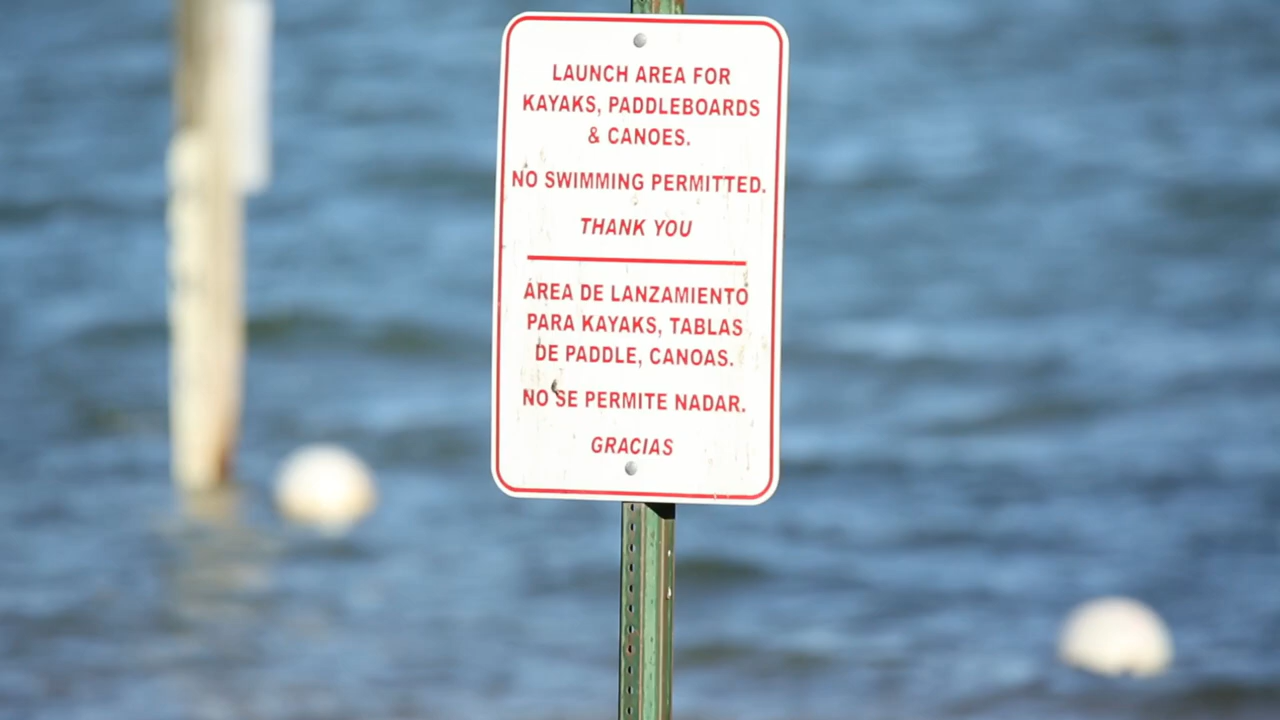 LAUNCH AREA FOR
KAYAKS, PADDLEBOARDS
& CANOES.
NO SWIMMING PERMITTED.
THANK YOU
ÁREA DE LANZAMIENTO
PARA KAYAKS, TABLAS
DE PADDLE, CANOAS.
NO SE PERMITE NADAR.
GRACIAS